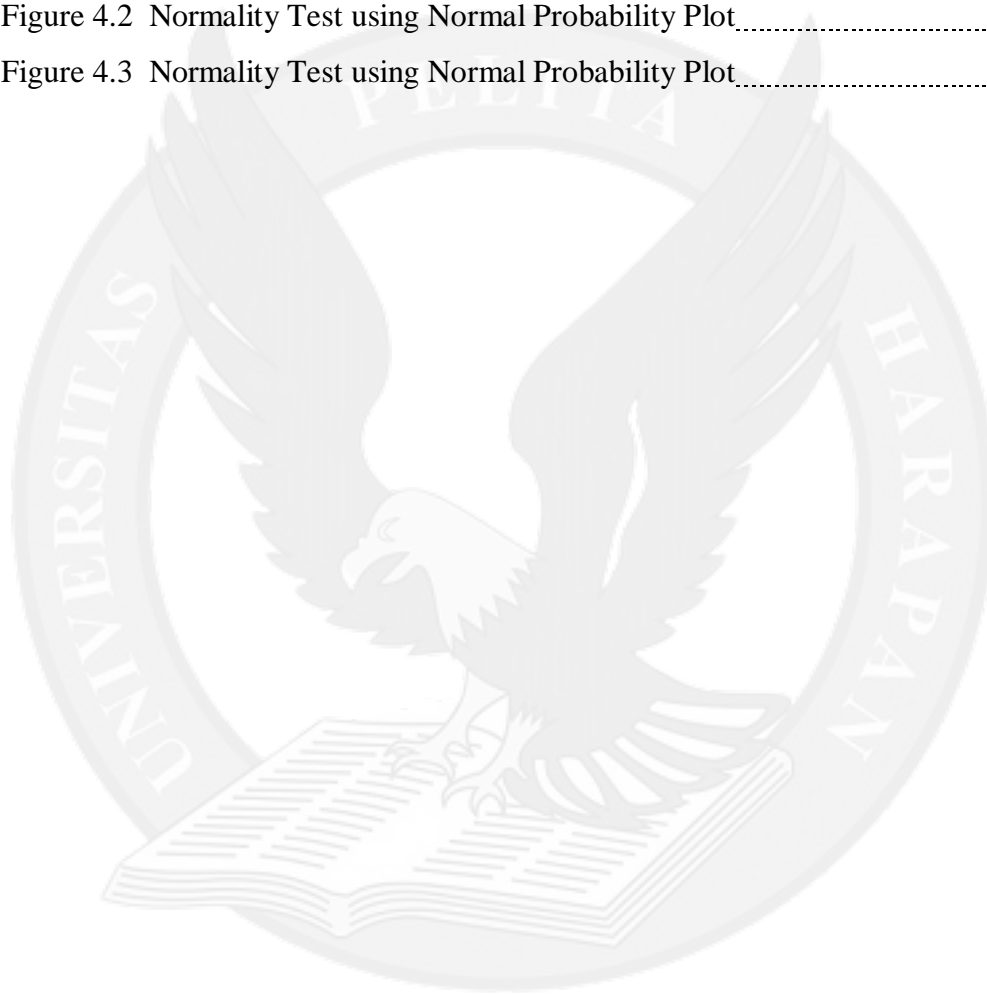 Figure 4.2 Normality Test using Normal Probability Plot
Figure 4.3 Normality Test using Normal Probability Plot
UNIVERSITAS PELITA HARAPAN